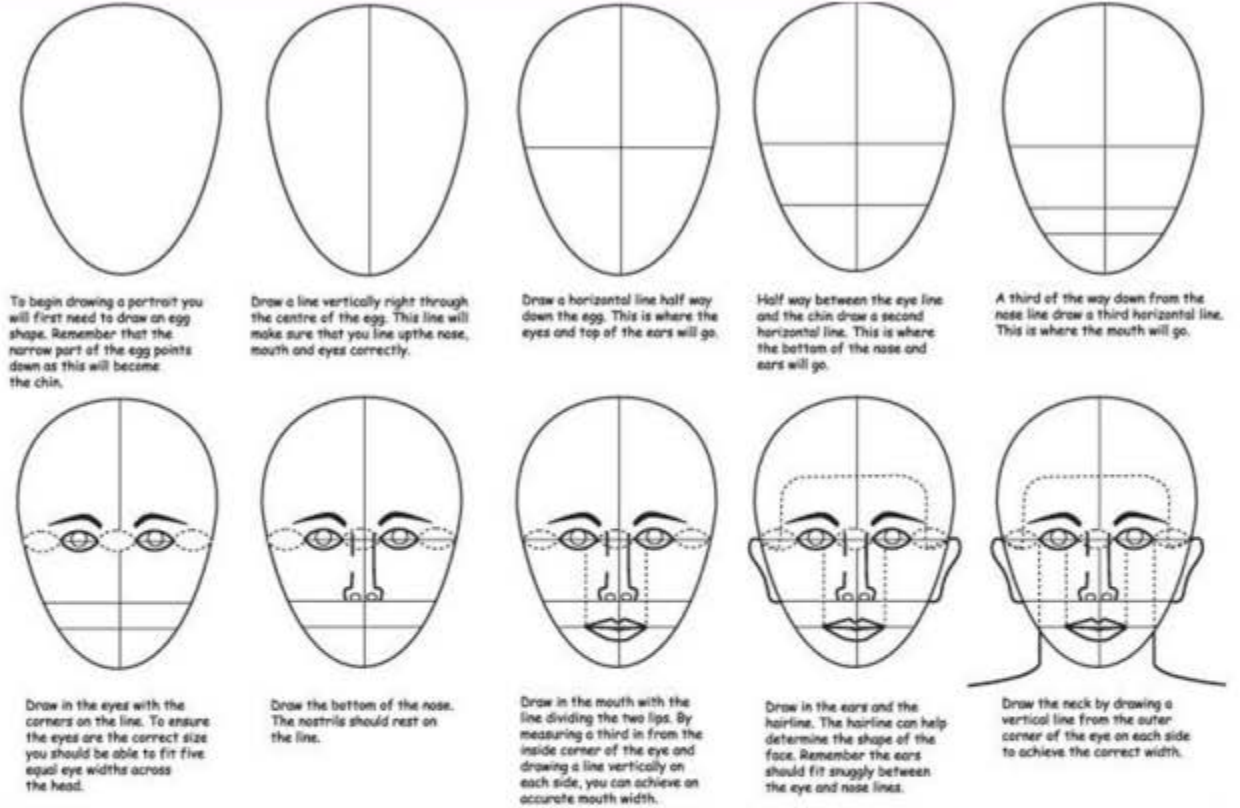 To begin drawing a portrait you
will first need to draw an egg
shape. Remember that the
narrow part of the egg points
down as this will become
the chin.
Draw a line vertically right through
the centre of the egg. This line will
make sure that you line upthe nose,
mouth and eyes correctly.
Draw a horizontal line half way
down the egg. This is where the
eyes and top of the ears will go.
Half way between the eye line
and the chin draw a second
horizontal line. This is where
the bottom of the nose and
ears will go.
A third of the way down from the
nose line draw a third horizontal line.
This is where the mouth will go.
Draw in the eyes with the
corners on the line. To ensure
the eyes are the correct size
you should be able to fit five
equal eye widths across
the head.
Draw the bottom of the nose.
The nostrils should rest on
the line.
Draw in the mouth with the
line dividing the two lips. By
measuring a third in from the
inside corner of the eye and
drawing a line vertically on
each side, you can achieve an
accurate mouth width.
Draw in the ears and the
hairline. The hairline can help
determine the shape of the
face. Remember the ears
should fit snuggly between
the eye and nose lines.
Draw the neck by drawing a
vertical line from the outer
corner of the eye on each side
to achieve the correct width.